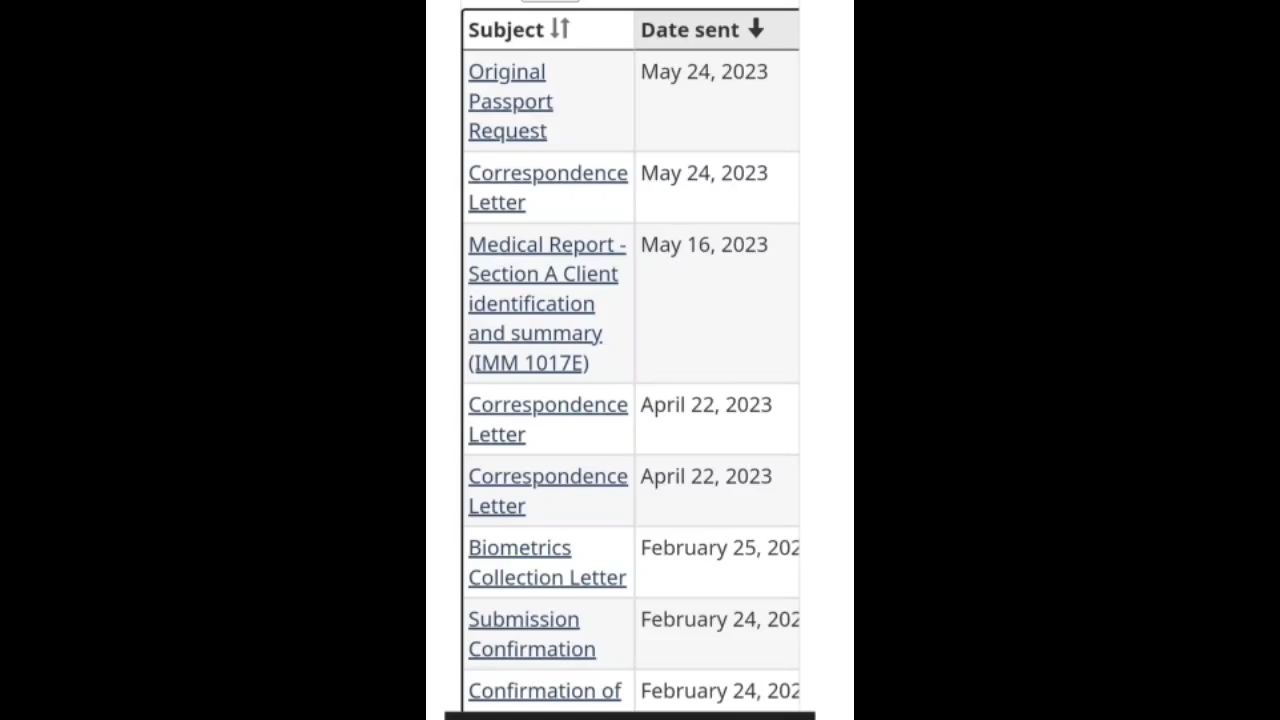 Subject Date sent
Original May 24, 2023
Passport
Request
Correspondence May 24, 2023
Letter
Medical Report - May 16, 2023
Section A Client
identification
and summary
(IMM 1017E)
Correspondence April 22, 2023
Letter
Correspondence April 22, 2023
Letter
Biometrics February 25, 202
Collection Letter
Submission February 24, 202
Confirmation
Confirmation of February 24, 202